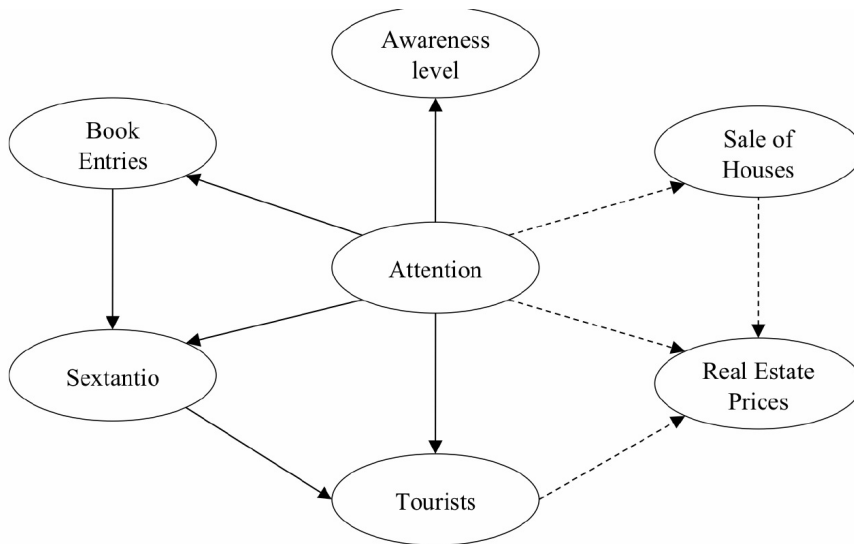 Awareness
level
Book
Entries
Sale of
Houses
Attention
Sextantio
Real Estate
Prices
Tourists